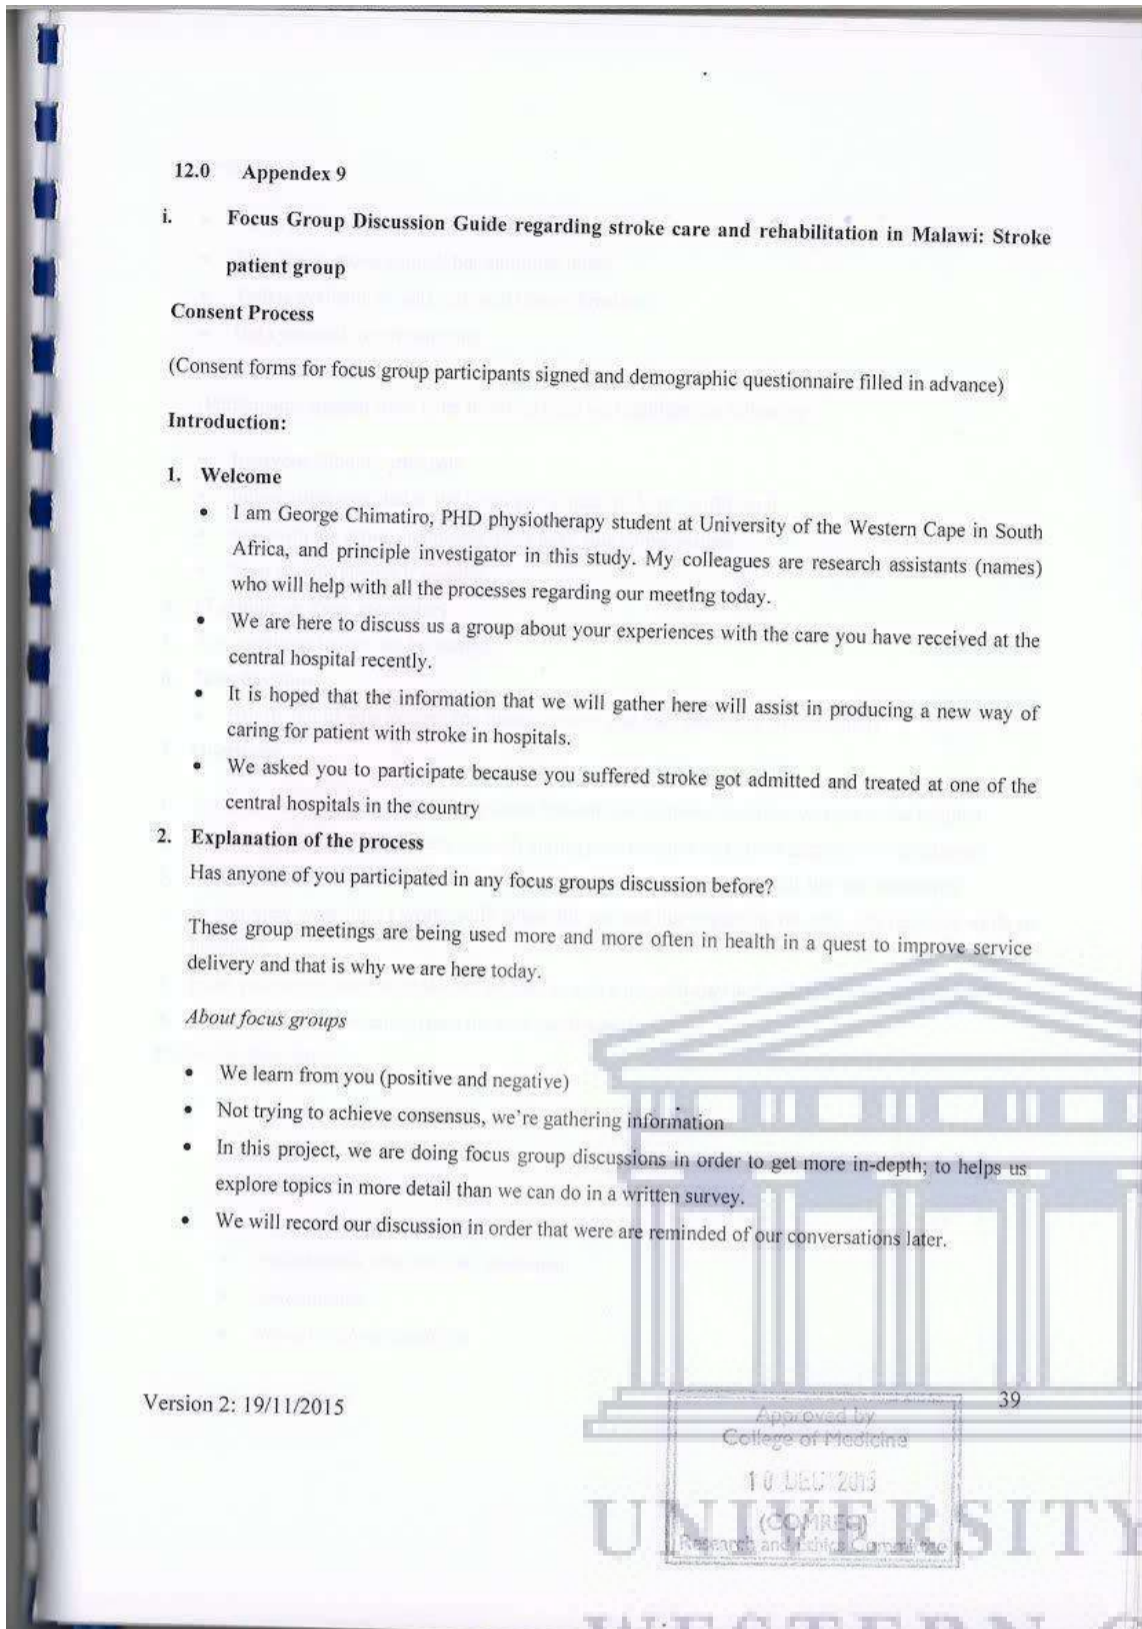 12.0 Appendex 9
i. Focus Group Discussion Guide regarding stroke care and rehabilitation in Malawi: Stroke
patient group
Consent Process
(Consent forms for focus group participants signed and demographic questionnaire filled in advance)
Introduction:
1. Welcome
• I am George Chimatiro, PHD physiotherapy student at University of the Western Cape in South
Africa, and principle investigator in this study. My colleagues are research assistants (names)
who will help with all the processes regarding our meeting today.
• We are here to discuss us a group about your experiences with the care you have received at the
central hospital recently.
• It is hoped that the information that we will gather here will assist in producing a new way of
caring for patient with stroke in hospitals.
• We asked you to participate because you suffered stroke got admitted and treated at one of the
central hospitals in the country
2. Explanation of the process
Has anyone of you participated in any focus groups discussion before?
These group meetings are being used more and more often in health in a quest to improve service
delivery and that is why we are here today.
About focus groups
• We learn from you (positive and negative)
• Not trying to achieve consensus, we're gathering information
• In this project, we are doing focus group discussions in order to get more in-depth; to helps us
explore topics in more detail than we can do in a written survey.
• We will record our discussion in order that were are reminded of our conversations later.
Version 2: 19/11/2015
39
Approved by
College of Medicine
10 DEC 2015
(COMREC)
Research and Ethics Committee
UNIVERSITY
WESTERN C